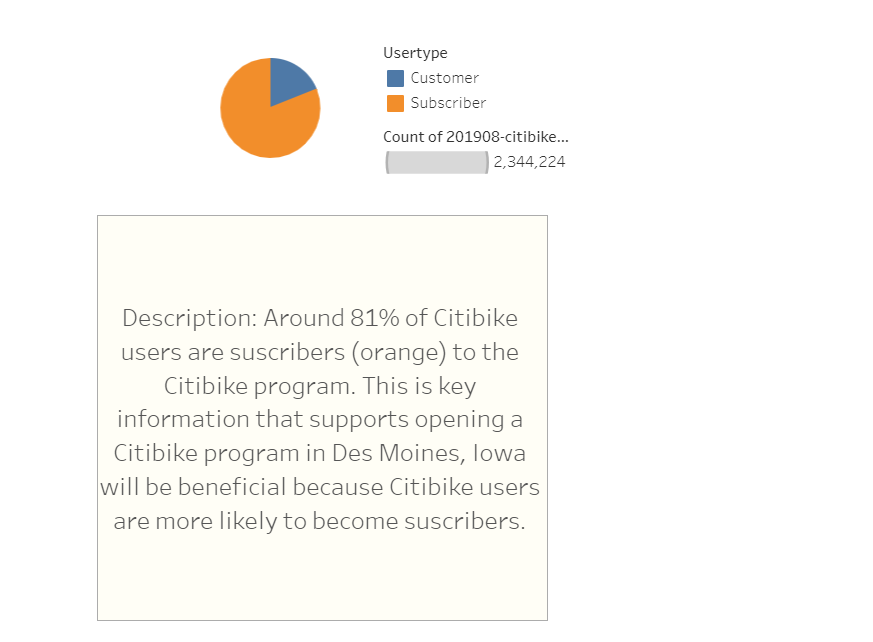 Usertype
Customer
Subscriber
Count of 201908-citibike...
2,344,224
Description: Around 81% of Citibike
users are suscribers (orange) to the
Citibike program. This is key
information that supports opening a
Citibike program in Des Moines, Iowa
will be beneficial because Citibike users
are more likely to become suscribers.